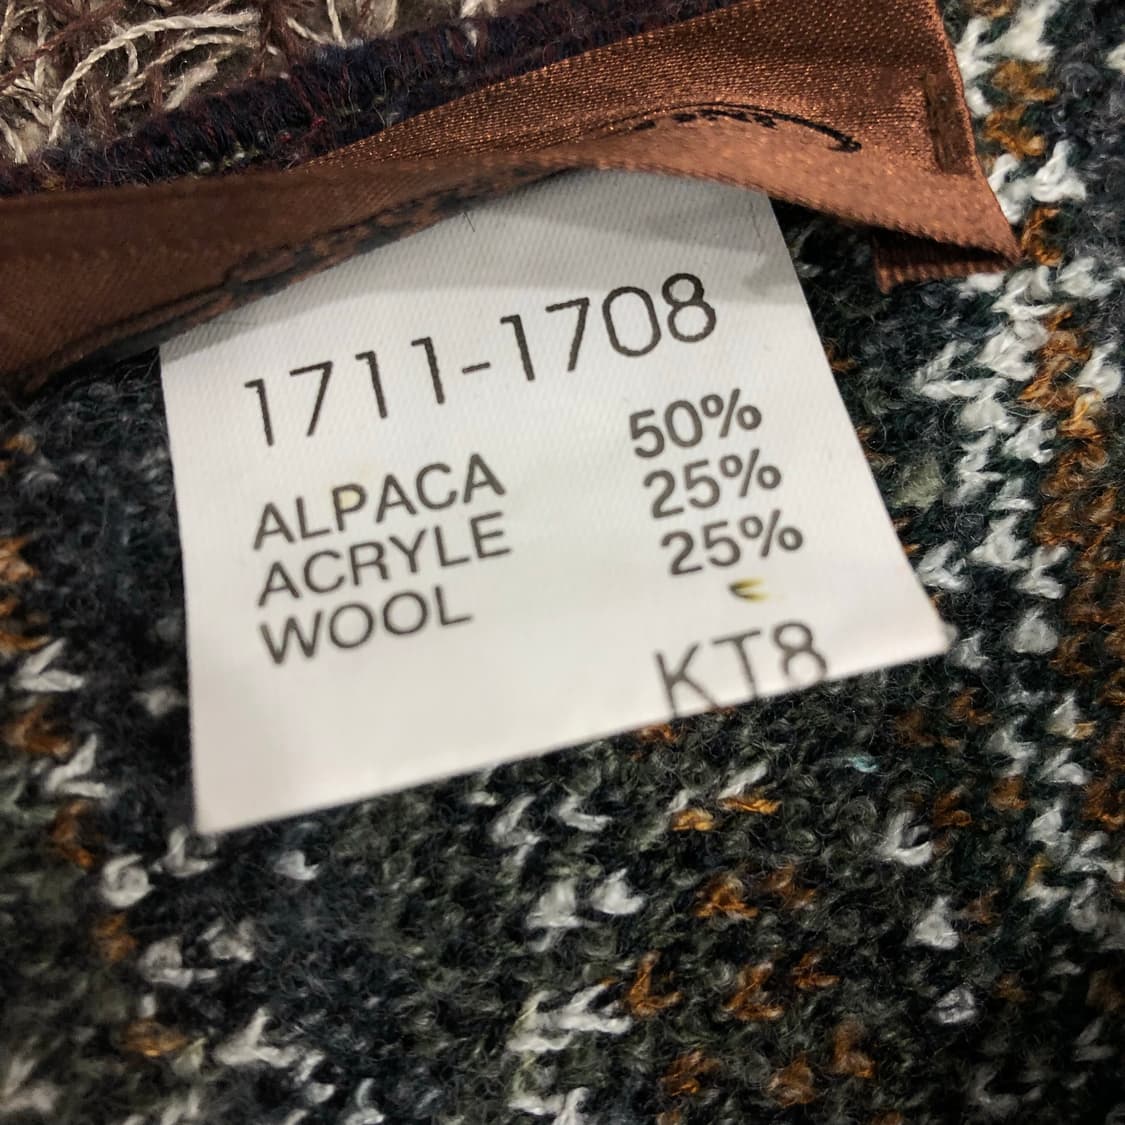 1711-1708
ALPACA 50%
ACRYLE 25%
WOOL 25%
KT8